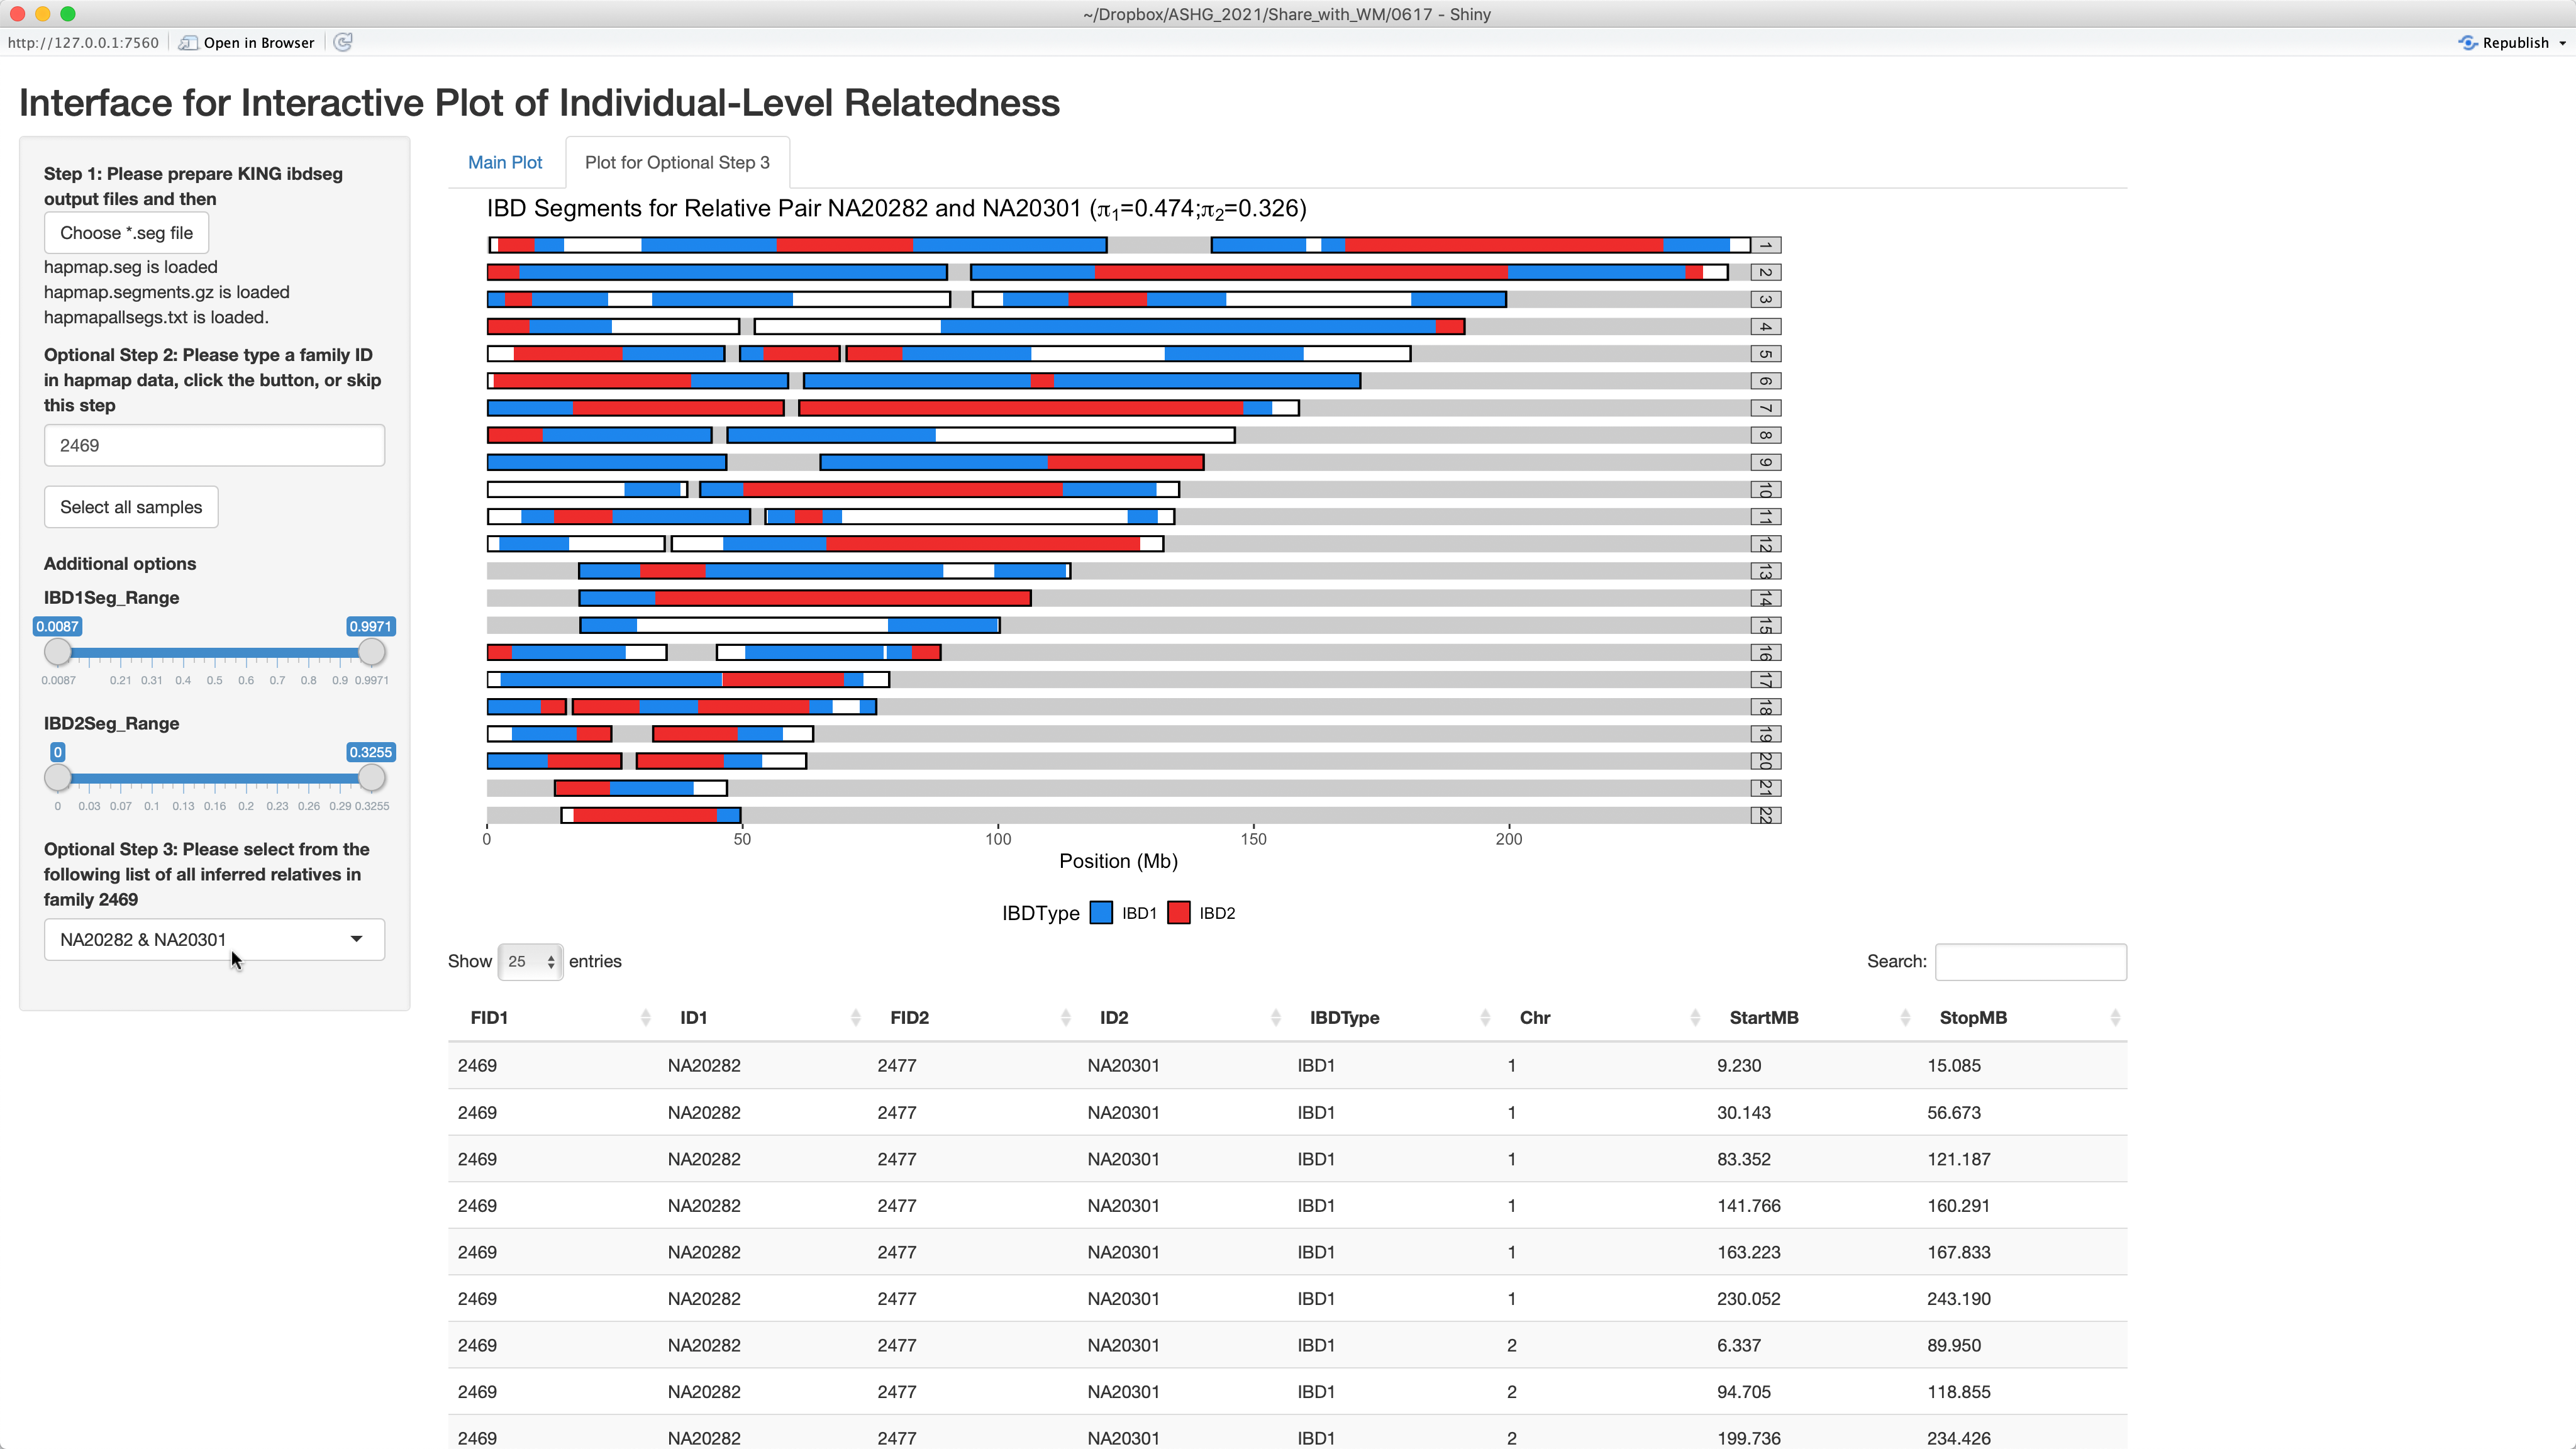 ~/Dropbox/ASHG_2021/Share_with_WM/0617 - Shiny
http://127.0.0.1:7560 Open in Browser Republish
Interface for Interactive Plot of Individual-Level Relatedness
Step 1: Please prepare KING ibdseg
output files and then
Choose *.seg file
hapmap.seg is loaded
hapmap.segments.gz is loaded
hapmapallsegs.txt is loaded.
Optional Step 2: Please type a family ID
in hapmap data, click the button, or skip
this step
2469
Select all samples
Additional options
IBD1Seg_Range
0.0087 0.9971
0.0087 0.21 0.31 0.4 0.5 0.6 0.7 0.8 0.9 0.9971
IBD2Seg_Range
0 0.3255
0 0.03 0.07 0.1 0.13 0.16 0.2 0.23 0.26 0.29 0.3255
Optional Step 3: Please select from the
following list of all inferred relatives in
family 2469
NA20282 & NA20301
Main Plot Plot for Optional Step 3
IBD Segments for Relative Pair NA20282 and NA20301 (π1=0.474;π2=0.326)
1
2
3
4
5
6
7
8
9
10
11
12
13
14
15
16
17
18
19
20
21
22
0 50 100 150 200
Position (Mb)
IBDType IBD1 IBD2
Show 25 entries Search:
FID1 ID1 FID2 ID2 IBDType Chr StartMB StopMB
2469 NA20282 2477 NA20301 IBD1 1 9.230 15.085
2469 NA20282 2477 NA20301 IBD1 1 30.143 56.673
2469 NA20282 2477 NA20301 IBD1 1 83.352 121.187
2469 NA20282 2477 NA20301 IBD1 1 141.766 160.291
2469 NA20282 2477 NA20301 IBD1 1 163.223 167.833
2469 NA20282 2477 NA20301 IBD1 1 230.052 243.190
2469 NA20282 2477 NA20301 IBD1 2 6.337 89.950
2469 NA20282 2477 NA20301 IBD1 2 94.705 118.855
2469 NA20282 2477 NA20301 IBD1 2 199.736 234.426